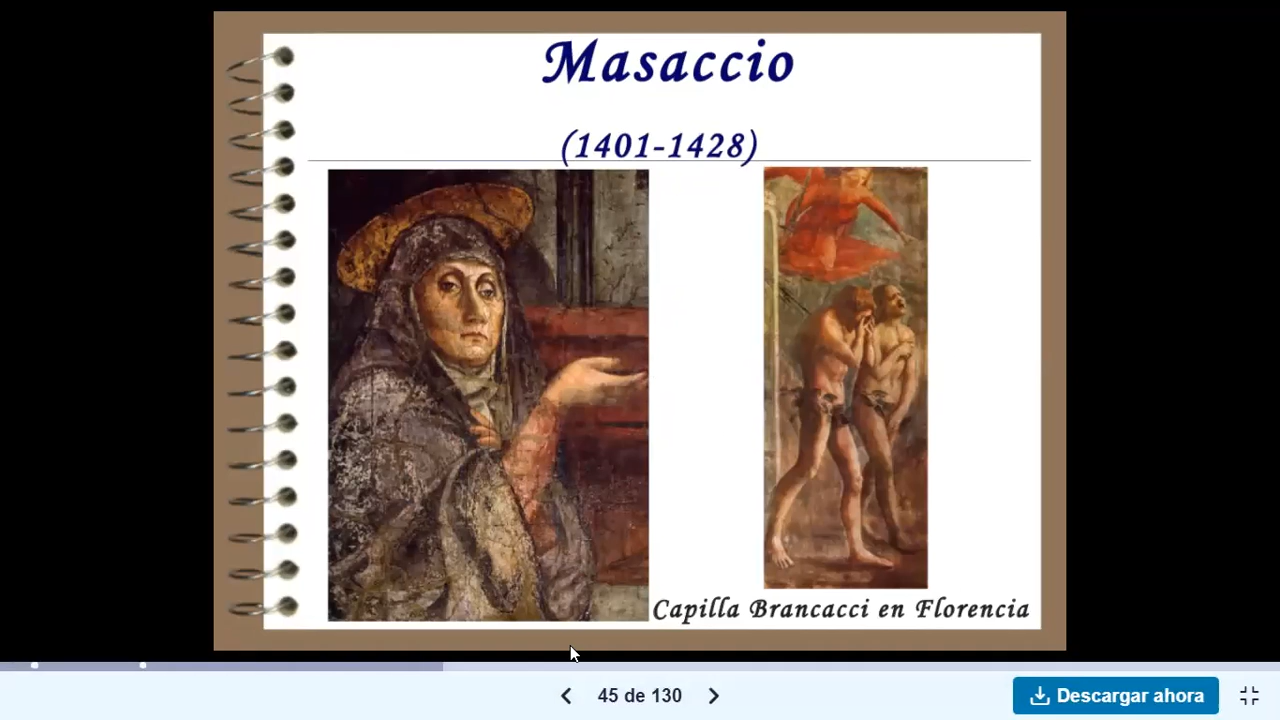 Masaccio
(1401-1428)
Capilla Brancacci en Florencia
45 de 130
Descargar ahora